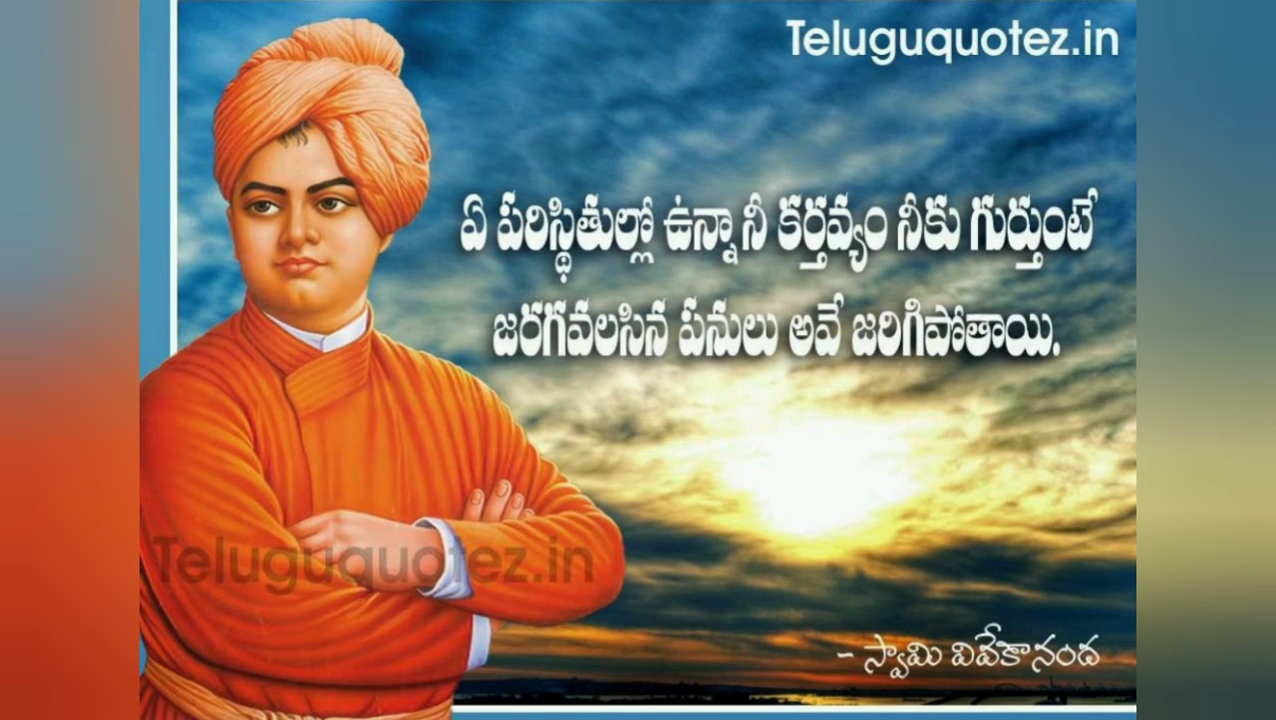 Teluguquotez.in
ఏ పరిస్థితుల్లో ఉన్నా నీ కర్తవ్యం నీకు గుర్తుంటే
జరగవలసిన పనులు అవే జరిగిపోతాయి.
Teluguquotez.in
- స్వామి వివేకానంద